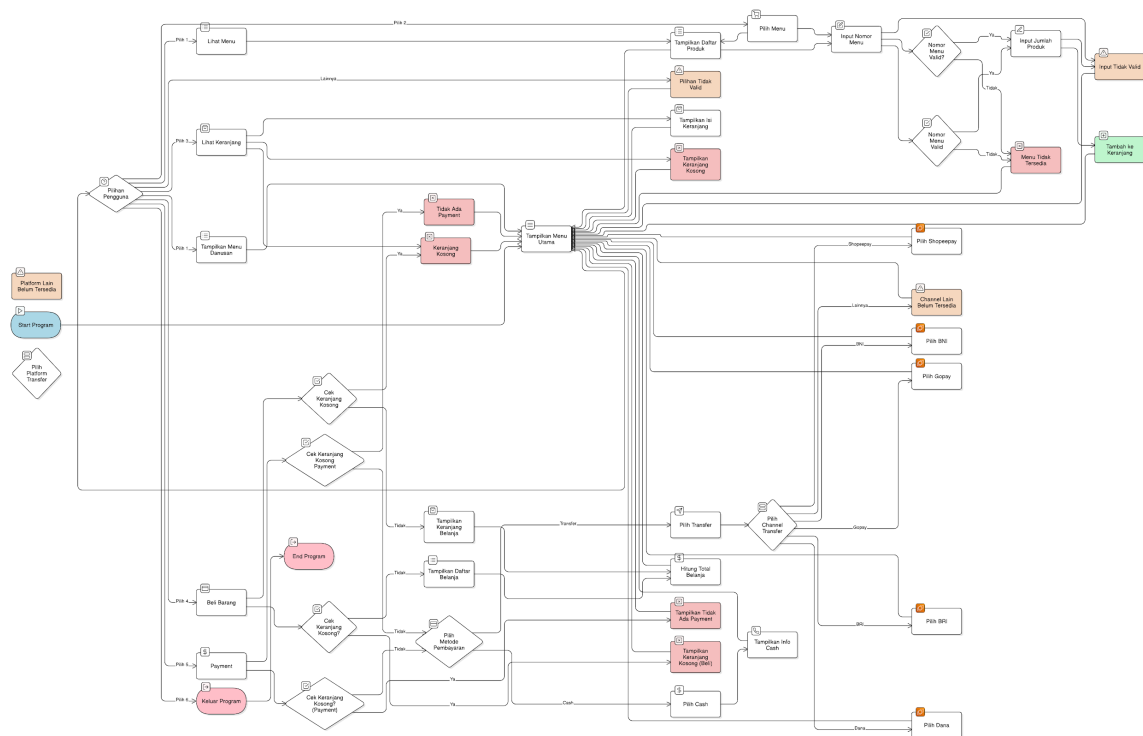 Pilih 2
Pilih 1
Lihat Menu
Tampilkan Daftar
Produk
Pilih Menu
Input Nomor
Menu
Nomor
Menu
Valid?
Ya
Input Jumlah
Produk
Input Tidak Valid
Lainnya
Pilihan Tidak
Valid
Ya
Tidak
Tampilkan Isi
Keranjang
Pilih 3
Lihat Keranjang
Nomor
Menu
Valid
Tidak
Tambah ke
Keranjang
Tampilkan
Keranjang
Kosong
Menu Tidak
Tersedia
Pilihan
Pengguna
Ya
Tidak Ada
Payment
Tampilkan Menu
Utama
Pilih 1
Tampilkan Menu
Danusan
Ya
Keranjang
Kosong
Shopeepay
Pilih Shopeepay
Platform Lain
Belum Tersedia
Lainnya
Channel Lain
Belum Tersedia
Start Program
BNI
Pilih BNI
Pilih
Platform
Transfer
Pilih Gopay
Cek
Keranjang
Kosong
Cek Keranjang
Kosong
Payment
Tidak
Tampilkan
Keranjang
Belanja
Transfer
Pilih Transfer
Pilih
Channel
Transfer
Gopay
End Program
Tidak
Tampilkan Daftar
Belanja
Hitung Total
Belanja
Pilih 4
Beli Barang
Cek
Keranjang
Kosong?
Tampilkan Tidak
Ada Payment
BRI
Pilih BRI
Tidak
Pilih
Metode
Pembayaran
Tampilkan Info
Cash
Tidak
Pilih 5
Payment
Ya
Tampilkan
Keranjang
Kosong (Beli)
Pilih 6
Keluar Program
Cek Keranjang
Kosong?
(Payment)
Ya
Cash
Pilih Cash
Dana
Pilih Dana